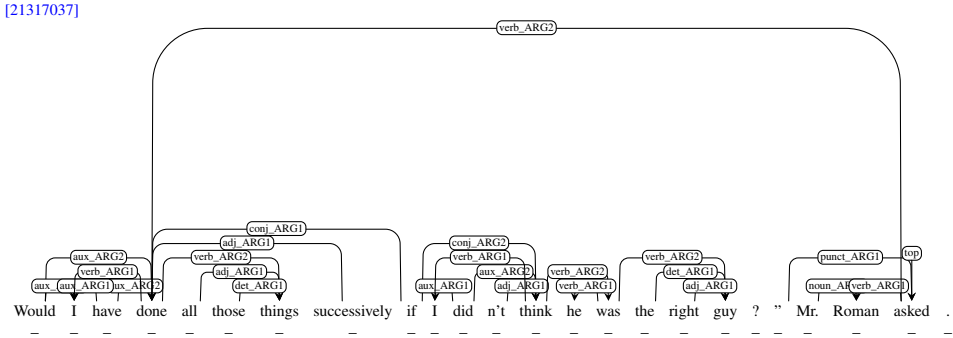 [21317037]
verb_ARG2
conj_ARG1
adj_ARG1 conj_ARG2
aux_ARG2 verb_ARG2 verb_ARG1 verb_ARG2 punct_ARG1 top
verb_ARG1 adj_ARG1 aux_ARG2 verb_ARG2 det_ARG1
aux_ARG1 det_ARG1 aux_ARG1 adj_ARG1 verb_ARG1 adj_ARG1 verb_ARG1
Would I have done all those things successively if I did n't think he was the right guy ? ” Mr. Roman asked .
_ _ _ _ _ _ _ _ _ _ _ _ _ _ _ _ _ _ _ _ _ _ _ _